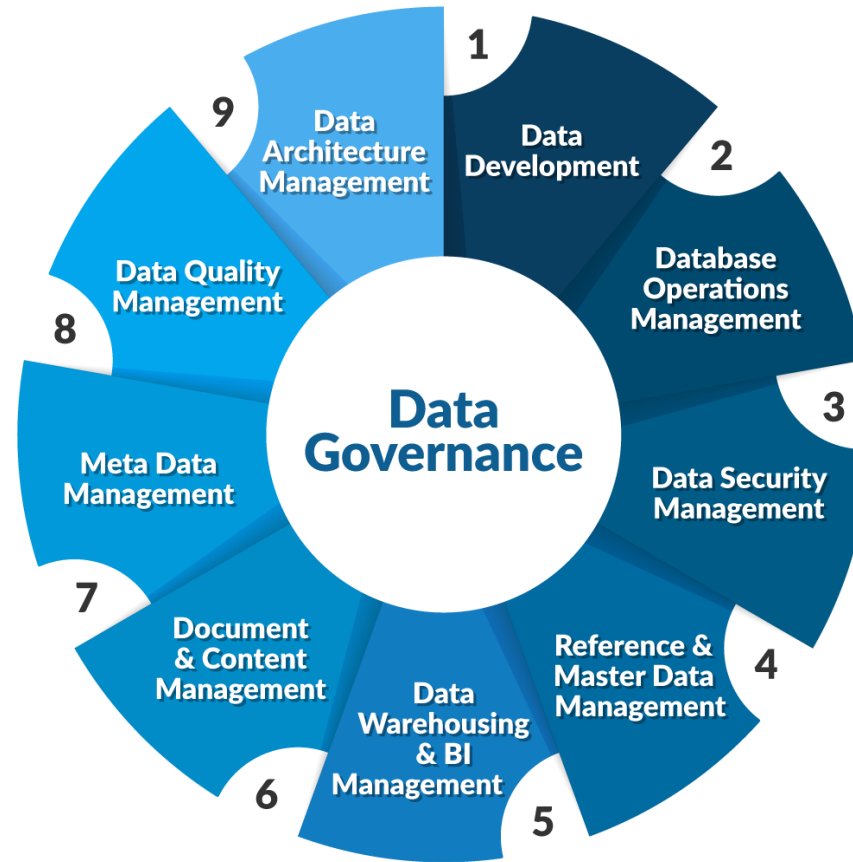 1
Data
Development
2
Database
Operations
Management
3
Data Security
Management
4
Reference &
Master Data
Management
5
Data
Warehousing
& BI
Management
6
Document
& Content
Management
7
Meta Data
Management
8
Data Quality
Management
9
Data
Architecture
Management
Data
Governance